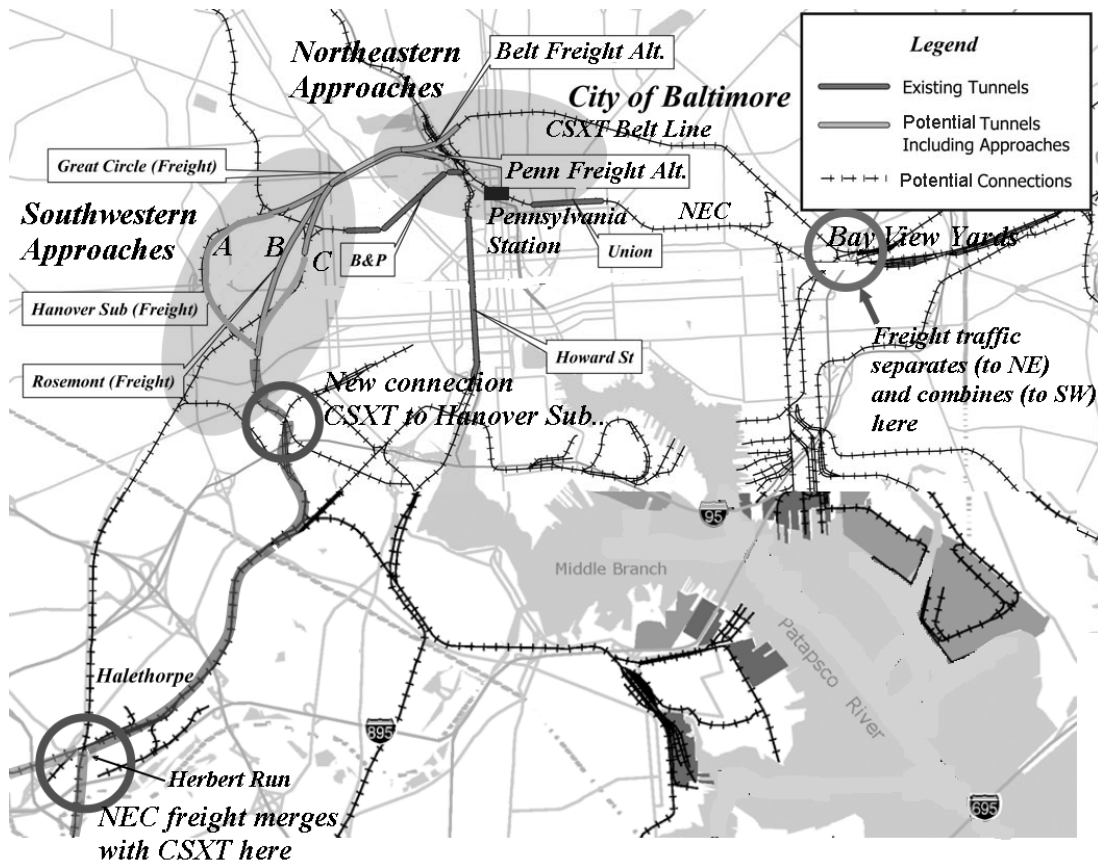 Northeastern
Approaches
Belt Freight Alt.
City of Baltimore
CSXT Belt Line
Legend
Existing Tunnels
Potential Tunnels
Including Approaches
Potential Connections
Great Circle (Freight)
Penn Freight Alt.
Southwestern
Approaches
A
B
C
Pennsylvania
Station
NEC
B&P
Union
Bay View Yards
Hanover Sub (Freight)
Rosemont (Freight)
Howard St
Freight traffic
separates (to NE)
and combines (to SW)
here
New connection
CSXT to Hanover Sub..
95
Middle Branch
Patapsco River
Halethorpe
895
Herbert Run
695
NEC freight merges
with CSXT here